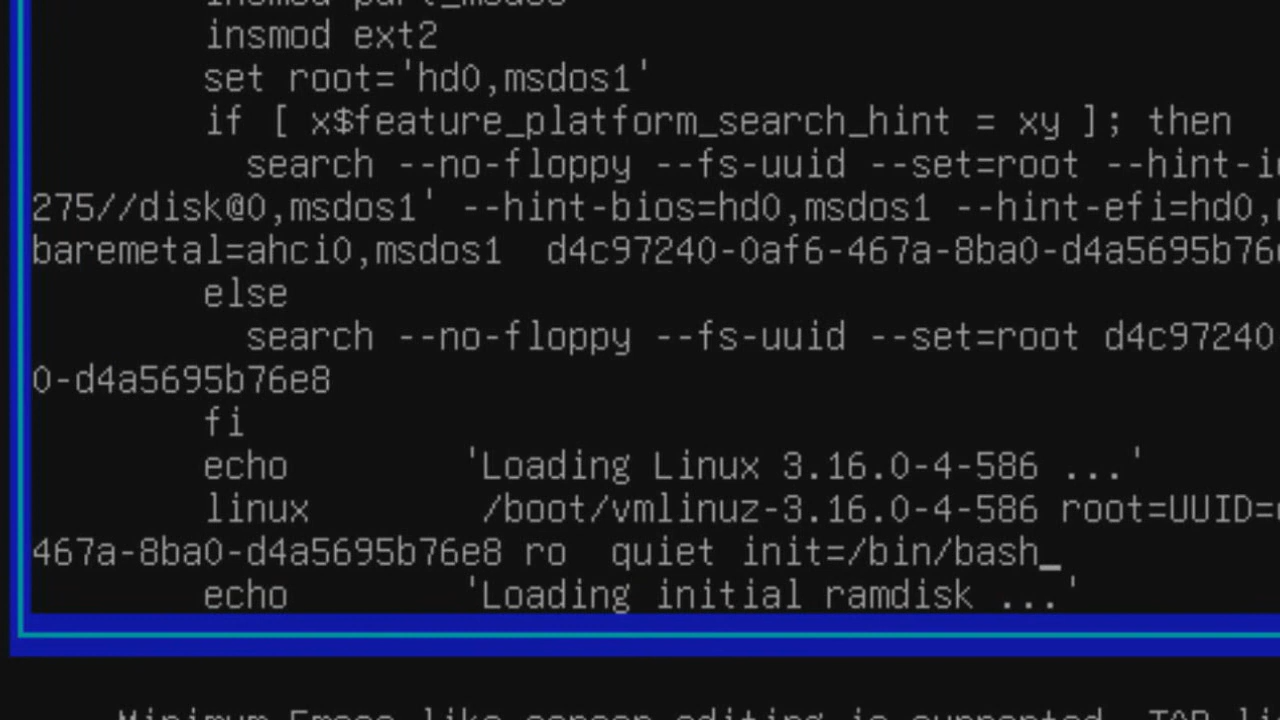 insmod part_msdos
insmod ext2
set root='hd0,msdos1'
if [ x$feature_platform_search_hint = xy ]; then
search --no-floppy --fs-uuid --set=root
275//disk@0,msdos1' --hint-bios=hd0,msdos1 --hint-efi=hd0,
baremetal=ahci0,msdos1 d4c97240-0af6-467a-8ba0-d4a5695b76
else
search --no-floppy --fs-uuid --set=root d4c97240
0-d4a5695b76e8
fi
echo 'Loading Linux 3.16.0-4-586 ...'
linux /boot/vmlinuz-3.16.0-4-586 root=UUID=
467a-8ba0-d4a5695b76e8 ro quiet init=/bin/bash_
echo 'Loading initial ramdisk ...'